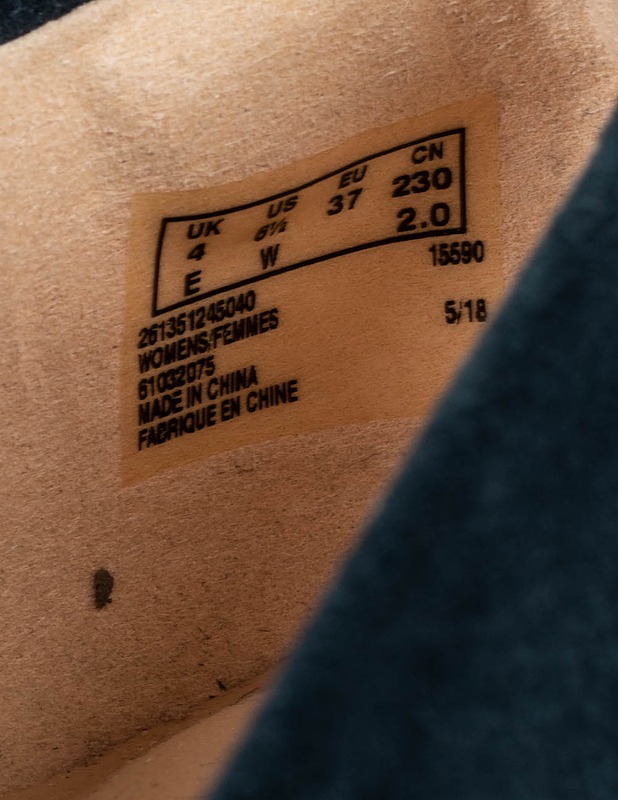 UK US EU CN
4 6½ 37 230
E W 2.0
15590
261351245040
WOMENS/FEMMES 5/18
61032075
MADE IN CHINA
FABRIQUE EN CHINE